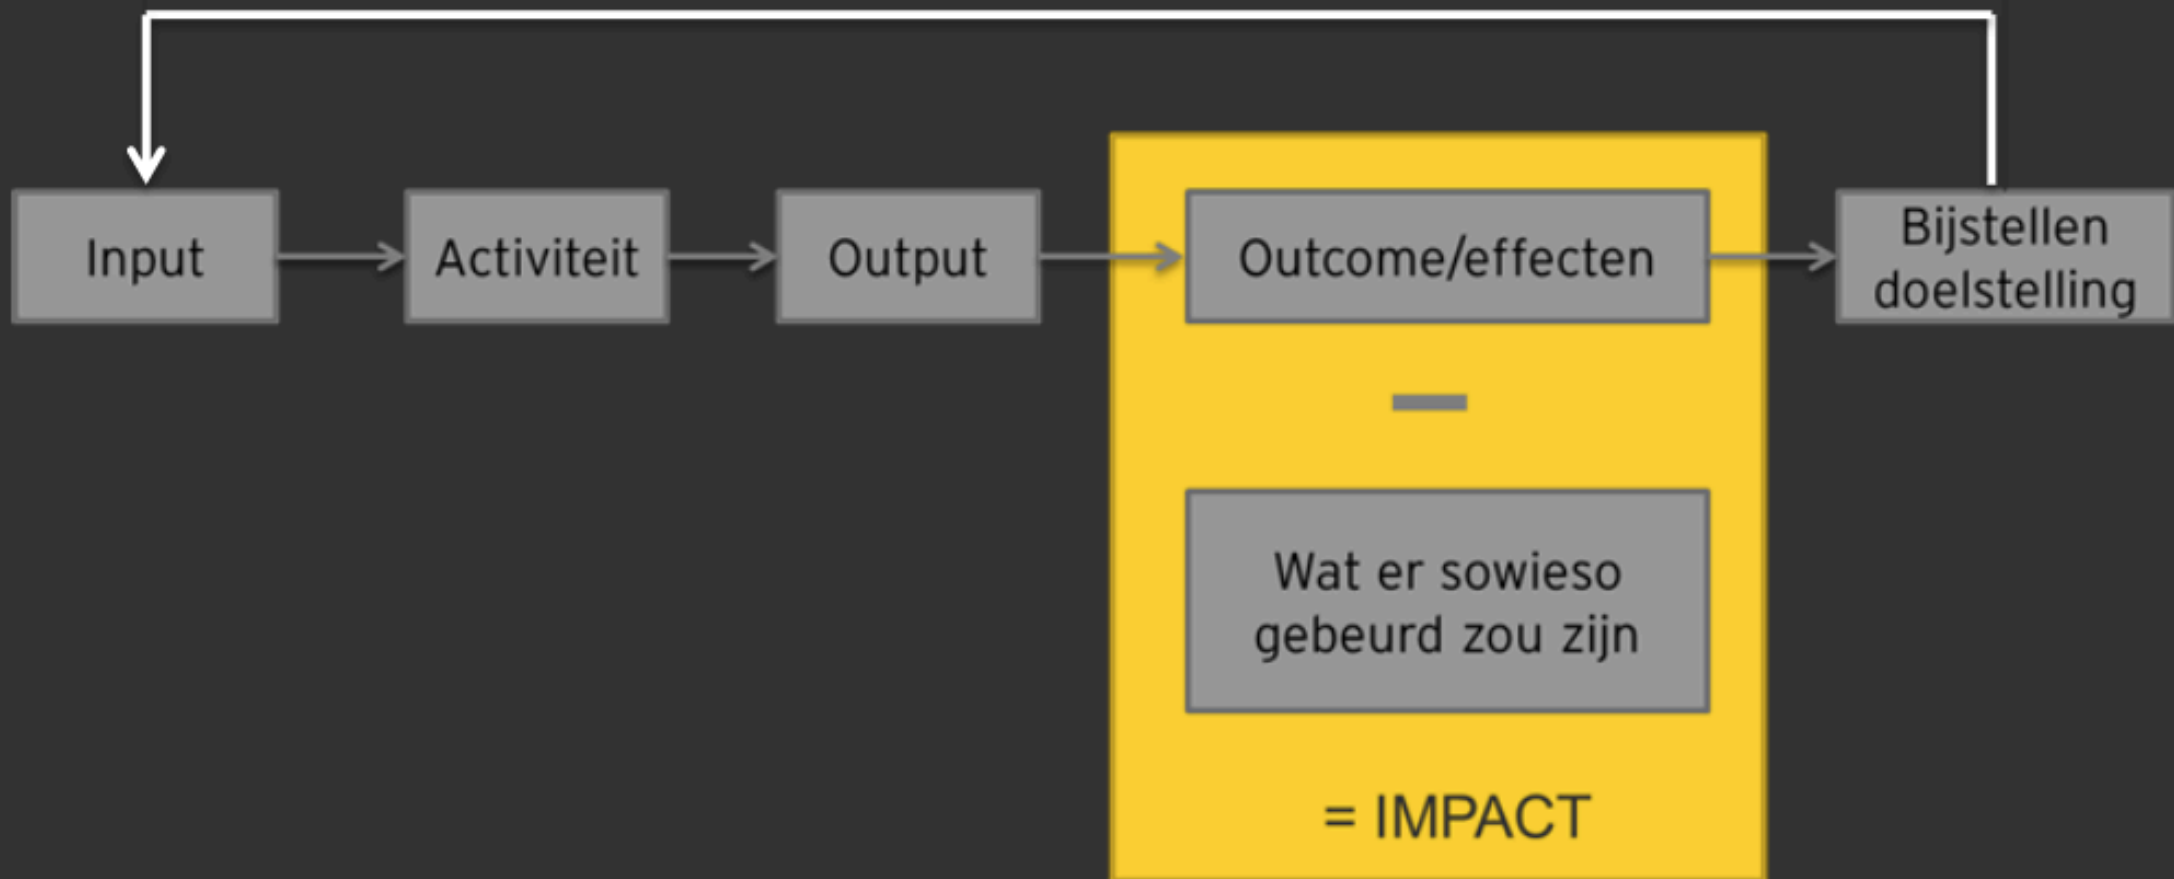 Input
Activiteit
Output
Outcome/effecten
Bijstellen
doelstelling
Wat er sowieso
gebeurd zou zijn
= IMPACT